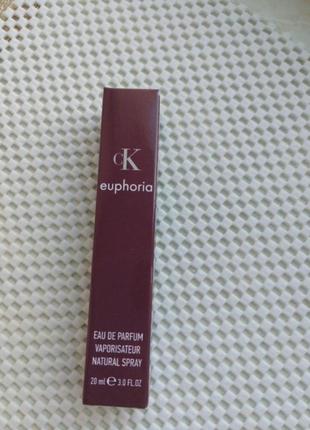 cK
euphoria
EAU DE PARFUM
VAPORISATEUR
NATURAL SPRAY
20 ml ℮ 3.0 FL.OZ